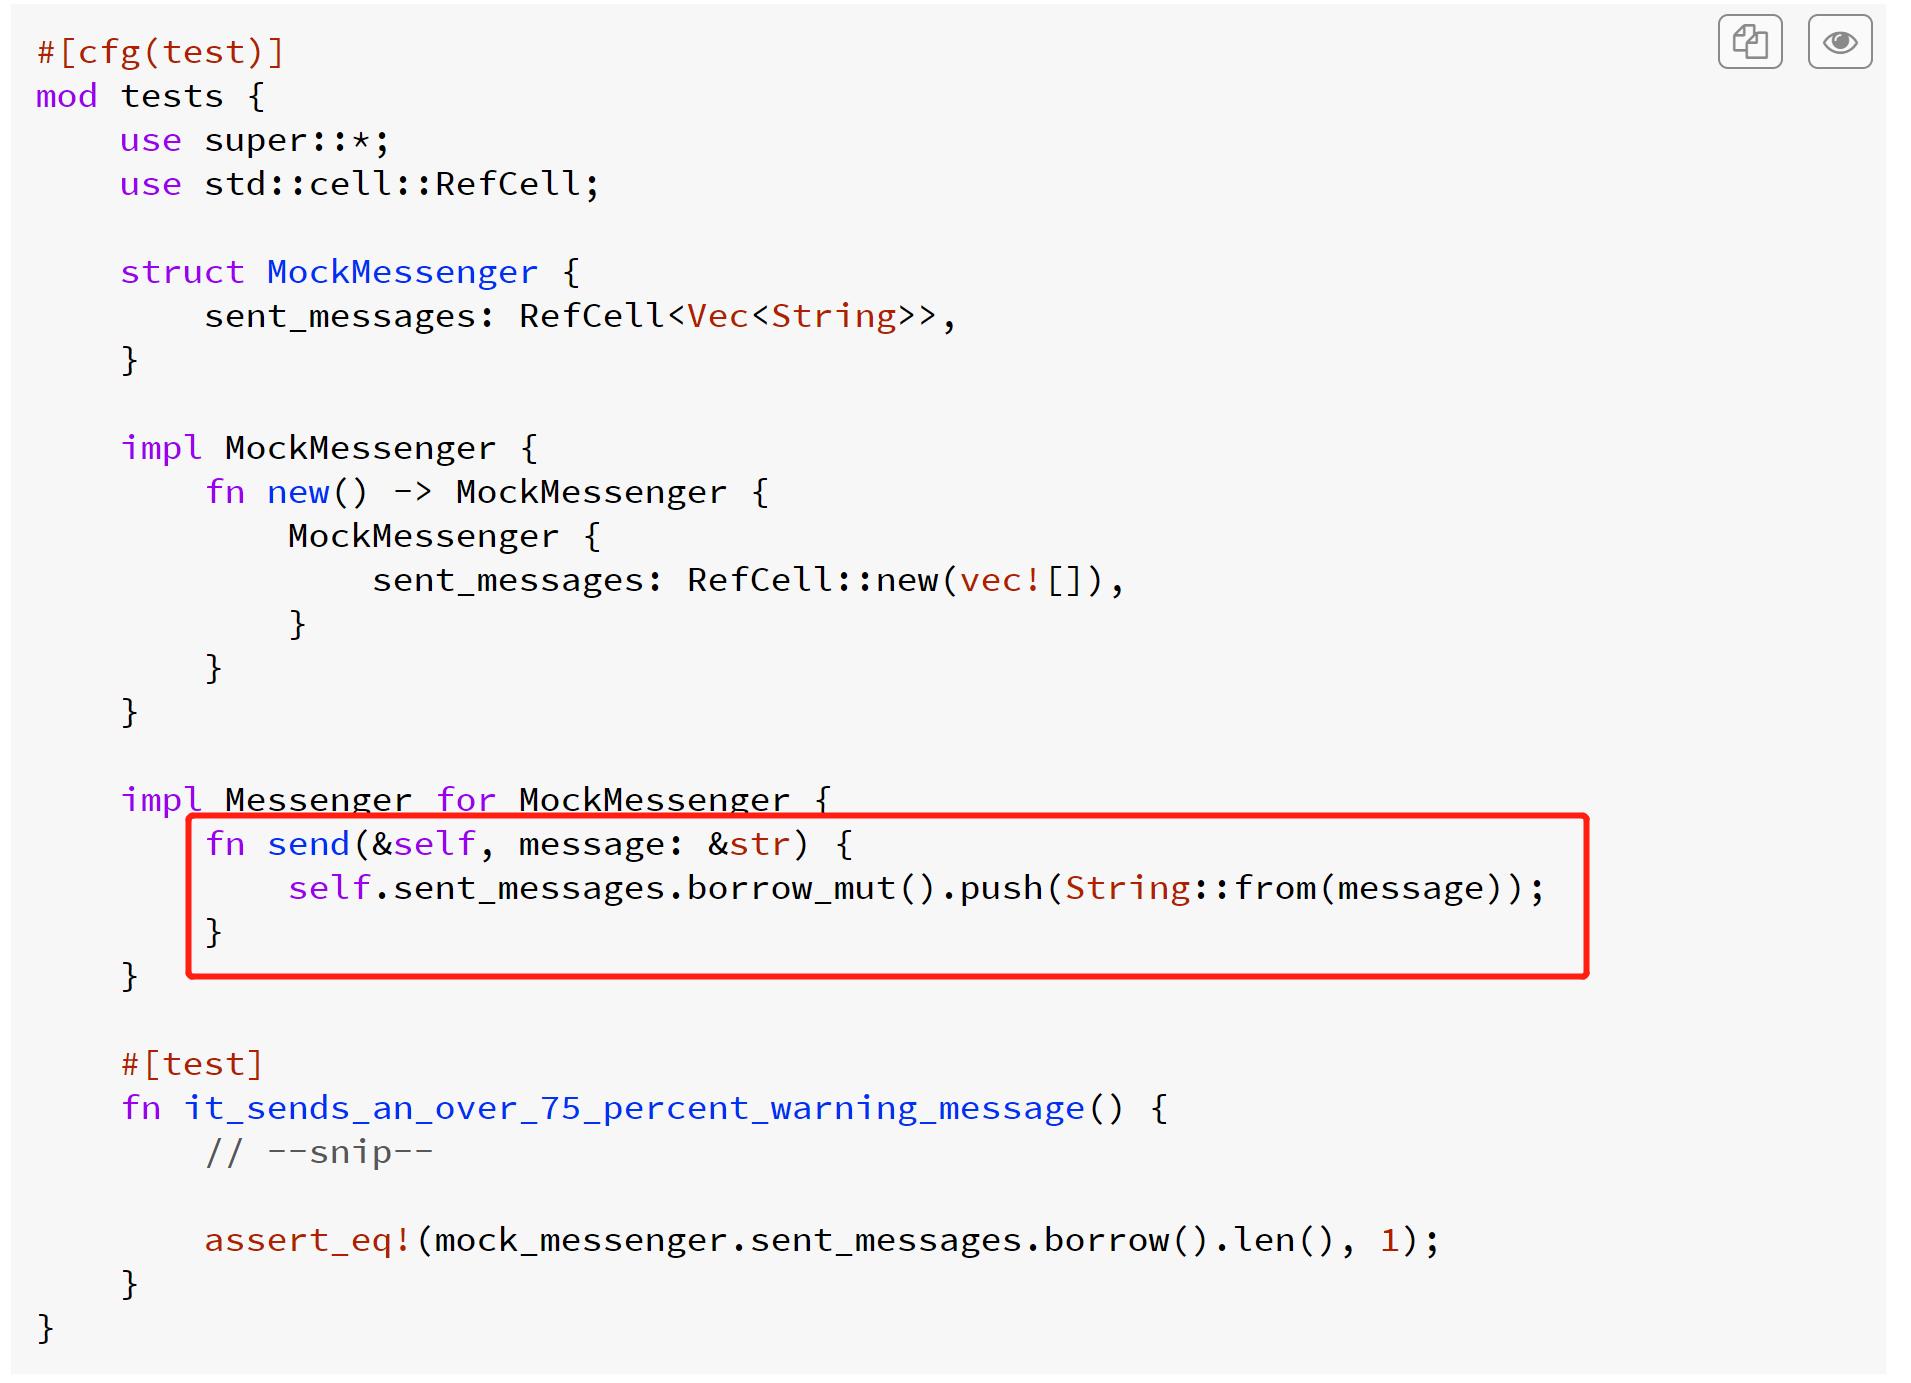 #[cfg(test)]
mod tests {
    use super::*;
    use std::cell::RefCell;

    struct MockMessenger {
        sent_messages: RefCell<Vec<String>>,
    }

    impl MockMessenger {
        fn new() -> MockMessenger {
            MockMessenger {
                sent_messages: RefCell::new(vec![]),
            }
        }
    }

    impl Messenger for MockMessenger {
        fn send(&self, message: &str) {
            self.sent_messages.borrow_mut().push(String::from(message));
        }
    }

    #[test]
    fn it_sends_an_over_75_percent_warning_message() {
        // --snip--

        assert_eq!(mock_messenger.sent_messages.borrow().len(), 1);
    }
}